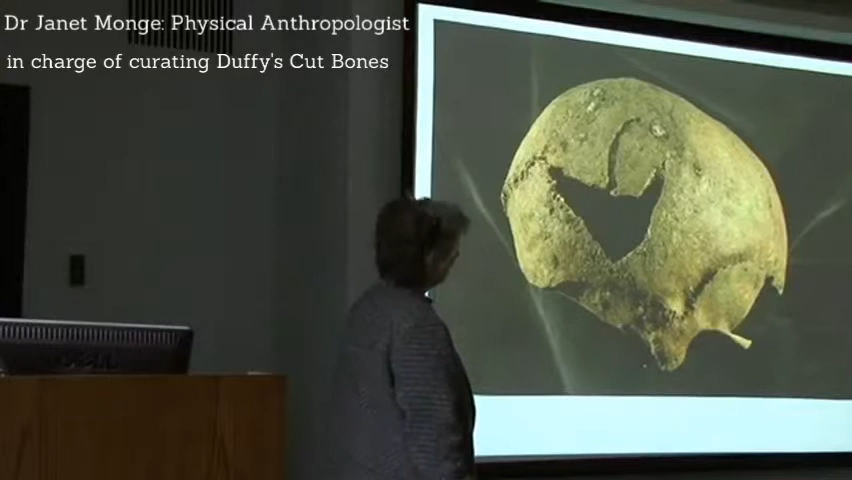 Dr Janet Monge: Physical Anthropologist
in charge of curating Duffy's Cut Bones